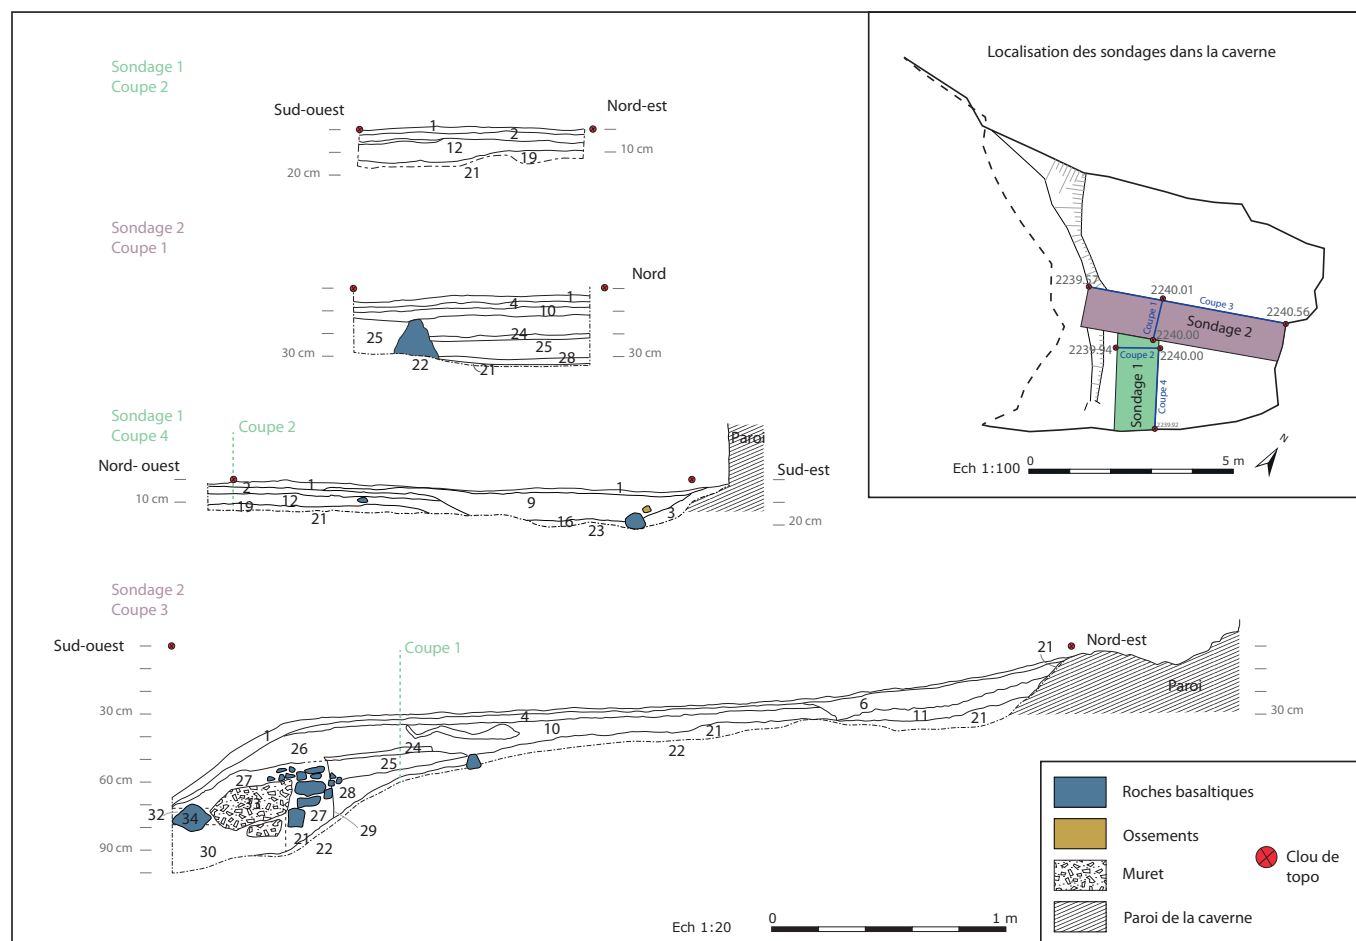 Sondage 1
Coupe 2
Sud-ouest
Nord-est
1
2
12
10 cm
19
20 cm
21
Sondage 2
Coupe 1
Nord
1
4
10
24
25
25
30 cm
28
30 cm
22
21
Sondage 1
Coupe 4
Coupe 2
Paroi
Nord- ouest
Sud-est
2
1
1
10 cm
12
9
19
3
21
16
23
20 cm
Sondage 2
Coupe 3
Sud-ouest
Coupe 1
21
Nord-est
Paroi
6
30 cm
4
11
21
30 cm
1
10
21
26
24
22
25
27
60 cm
28
33
32
34
27
29
21
22
30
90 cm
Ech 1:20
0
1 m
Localisation des sondages dans la caverne
2239.57
2240.01
Coupe 3
2240.56
Coupe 1
Sondage 2
2240.00
2239.94
Coupe 2
2240.00
Sondage 1
Coupe 4
2239.92
N
Ech 1:100
0
5 m
Roches basaltiques
Ossements
Muret
Paroi de la caverne
Clou de
topo